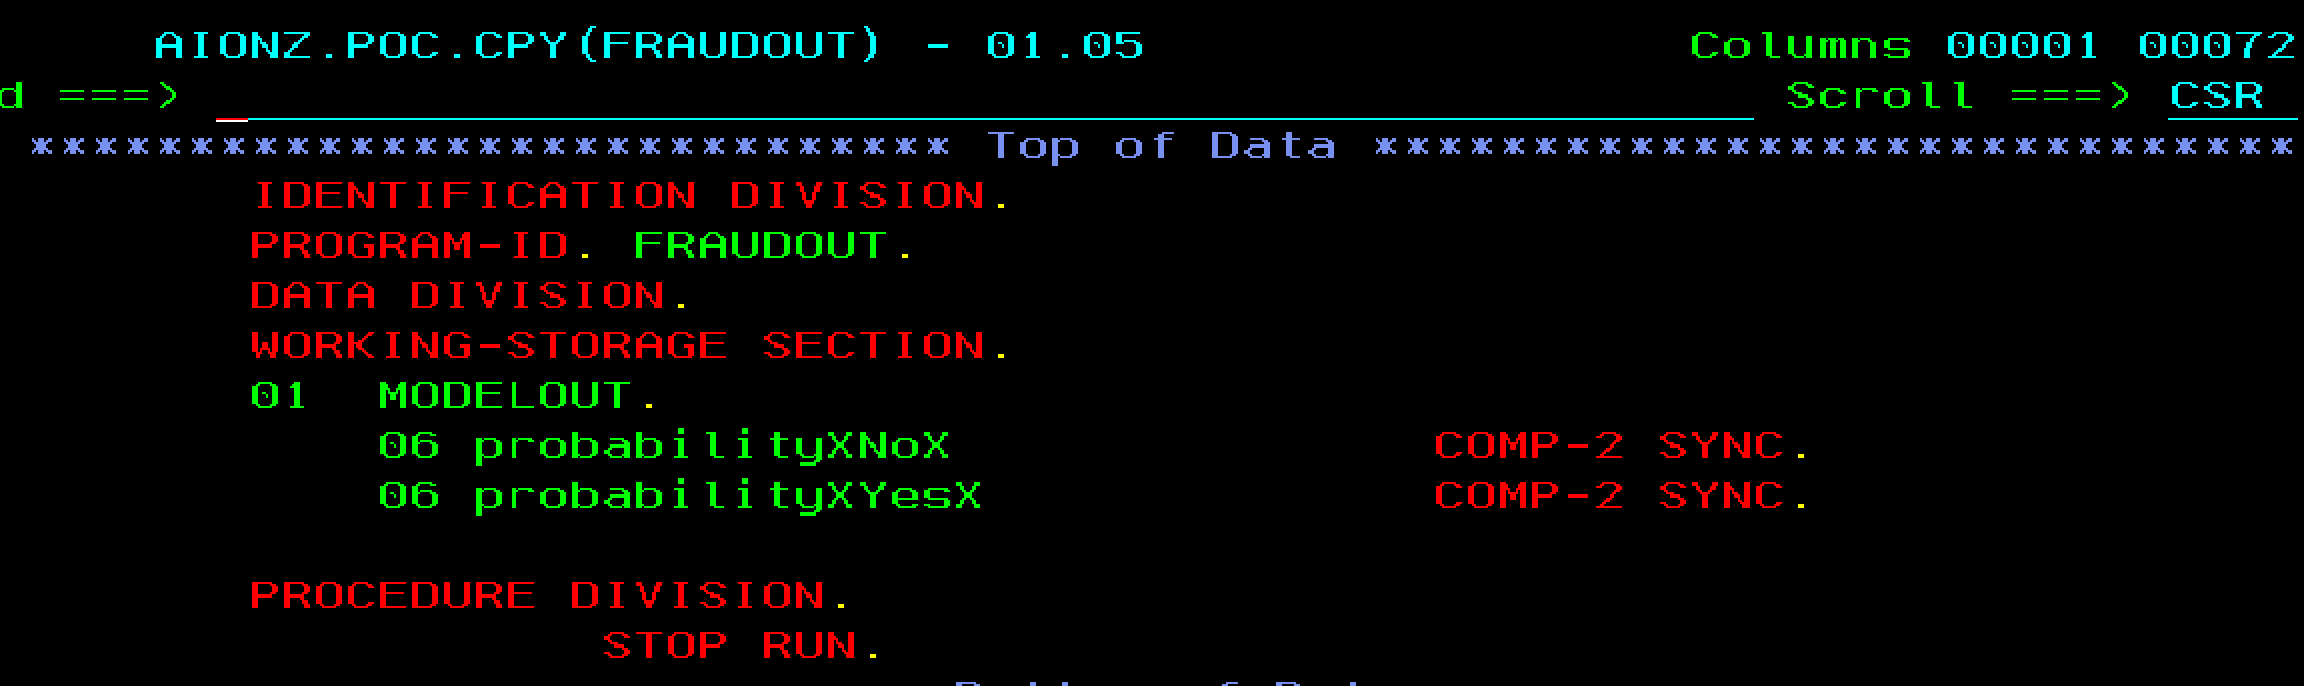 AIONZ.POC.CPY(FRAUDOUT) - 01.05 Columns 00001 00072
d ===> Scroll ===> CSR
***************************** Top of Data *****************************
IDENTIFICATION DIVISION.
PROGRAM-ID. FRAUDOUT.
DATA DIVISION.
WORKING-STORAGE SECTION.
01 MODELOUT.
06 probabilityXNoX COMP-2 SYNC.
06 probabilityXYesX COMP-2 SYNC.
PROCEDURE DIVISION.
STOP RUN.